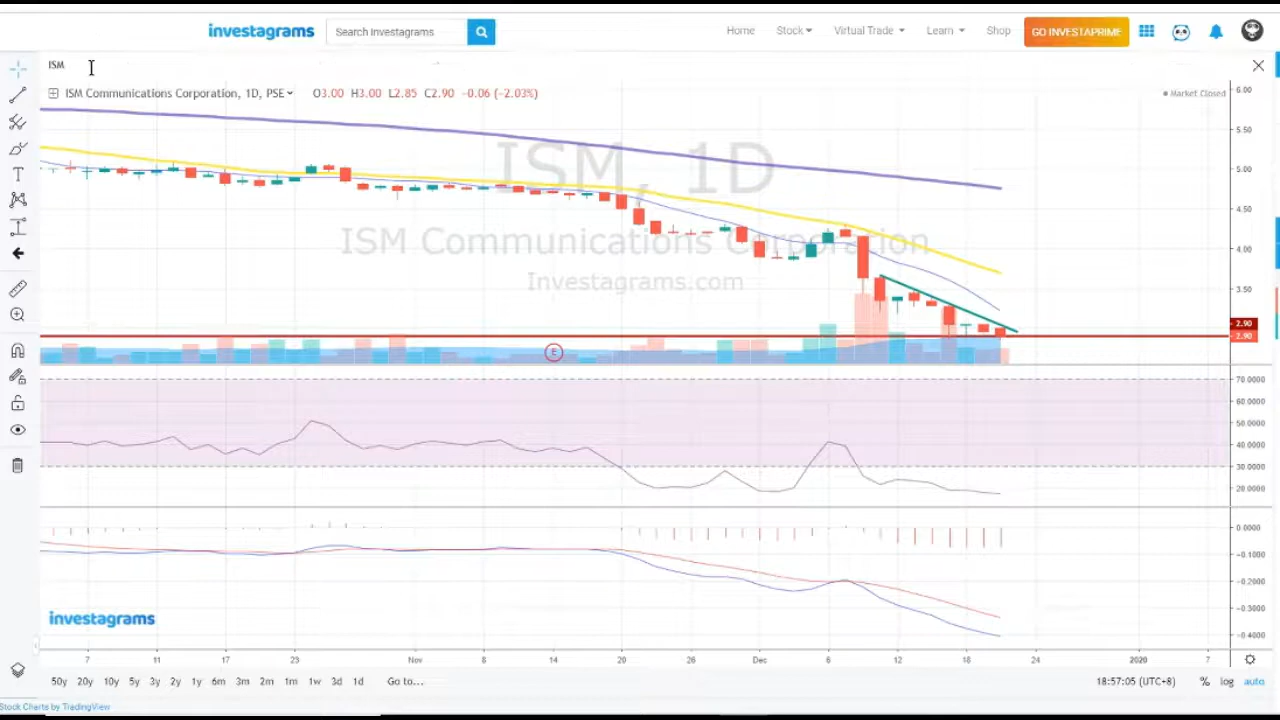 investagrams Search Investagrams Home Stock Virtual Trade Learn Shop GO INVESTAPRIME
ISM
ISM Communications Corporation, 1D, PSE O3.00 H3.00 L2.85 C2.90 -0.06 (-2.03%) Market Closed
6.00
5.50
ISM, 1D
5.00
4.50
ISM Communications Corporation
4.00
Investagrams.com
3.50
2.90
2.90
E
70.0000
60.0000
50.0000
40.0000
30.0000
20.0000
0.0000
-0.1000
-0.2000
-0.3000
investagrams
-0.4000
7 11 17 23 Nov 8 14 20 26 Dec 6 12 18 24 2020 7
50y 20y 10y 5y 3y 2y 1y 6m 3m 2m 1m 1w 3d 1d Go to... 18:57:05 (UTC+8) % log auto
Stock Charts by TradingView